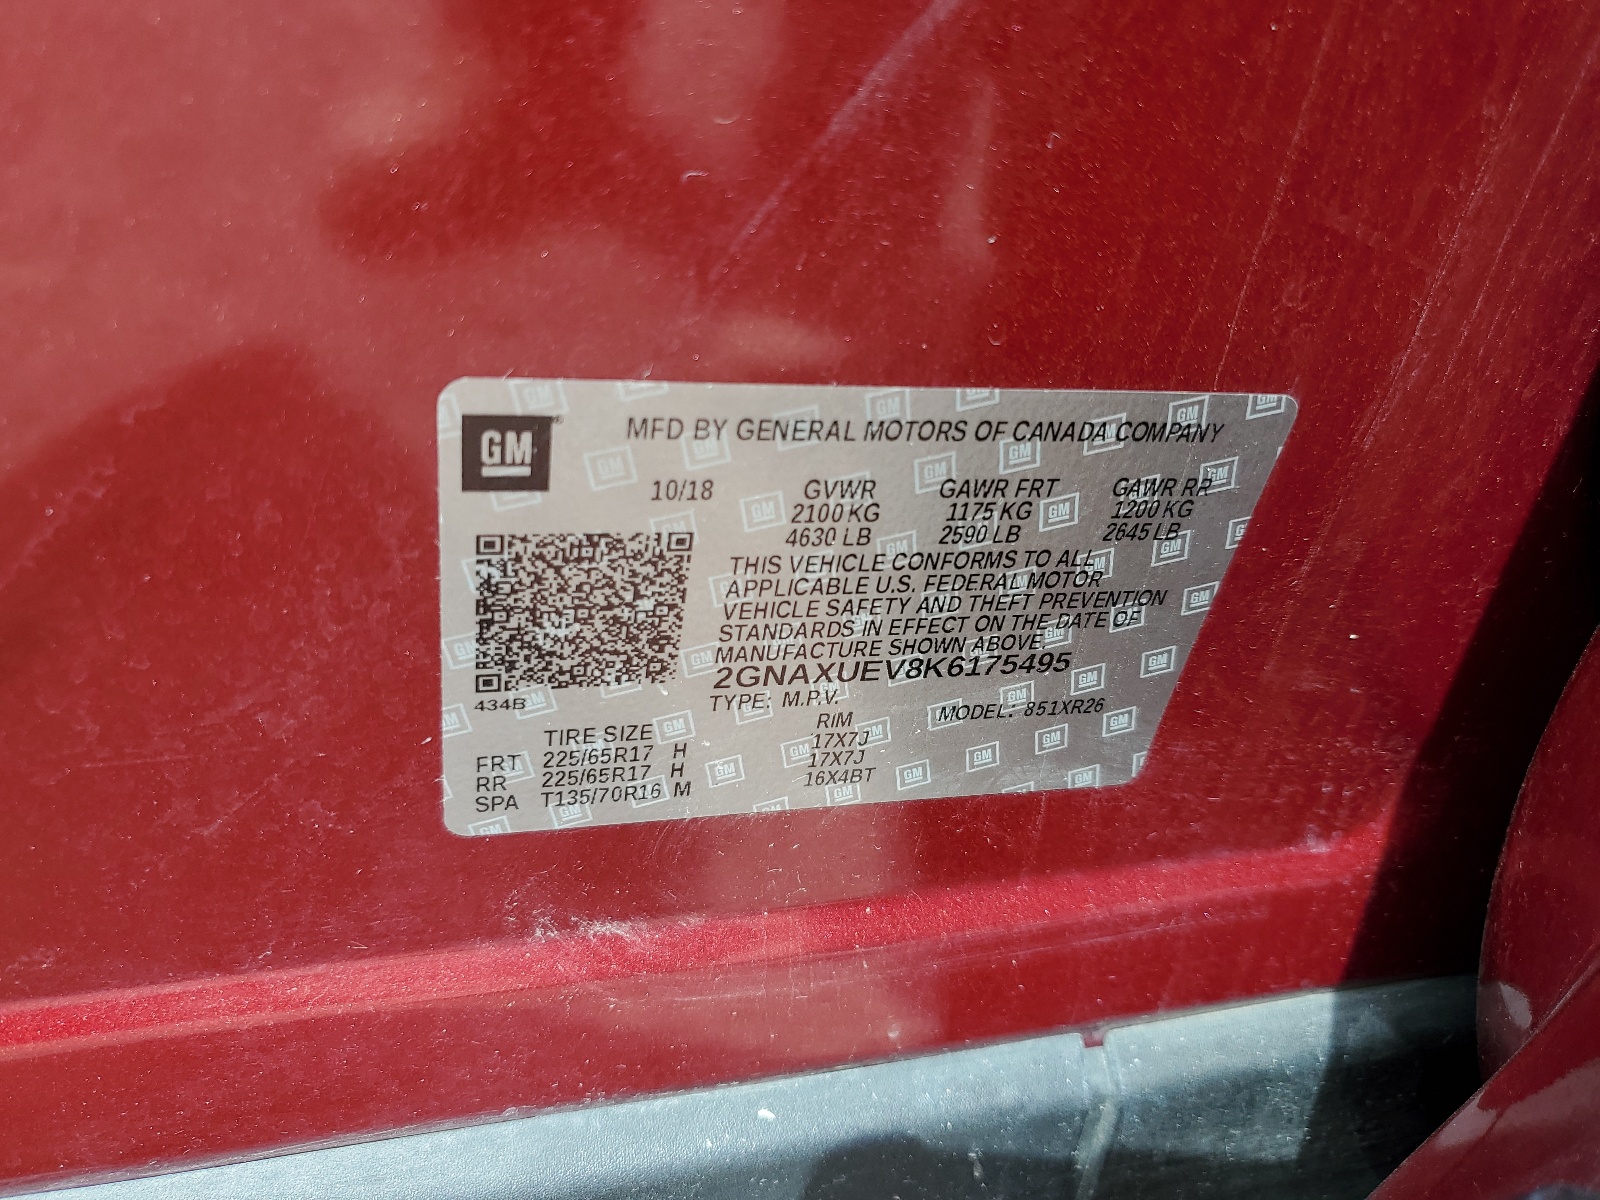 GM
MFD BY GENERAL MOTORS OF CANADA COMPANY
10/18 GVWR GAWR FRT GAWR RR
2100 KG 1175 KG 1200 KG
4630 LB 2590 LB 2645 LB
THIS VEHICLE CONFORMS TO ALL
APPLICABLE U.S. FEDERAL MOTOR
VEHICLE SAFETY AND THEFT PREVENTION
STANDARDS IN EFFECT ON THE DATE OF
MANUFACTURE SHOWN ABOVE.
2GNAXUEV8K6175495
434B
TYPE: M.P.V. MODEL: 851XR26
TIRE SIZE RIM
FRT 225/65R17 H 17X7J
RR 225/65R17 H 17X7J
SPA T135/70R16 M 16X4BT